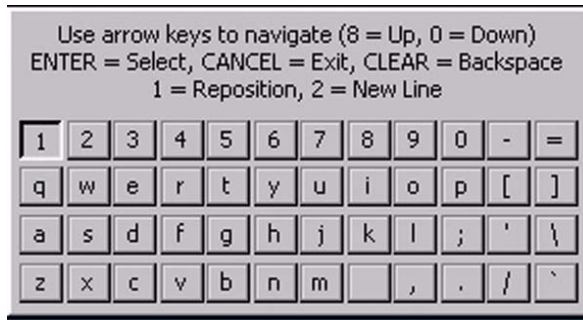 Use arrow keys to navigate (8 = Up, 0 = Down)
ENTER = Select, CANCEL = Exit, CLEAR = Backspace
1 = Reposition, 2 = New Line
1 2 3 4 5 6 7 8 9 0 - =
q w e r t y u i o p [ ]
a s d f g h j k l ; ' \
z x c v b n m , . / `